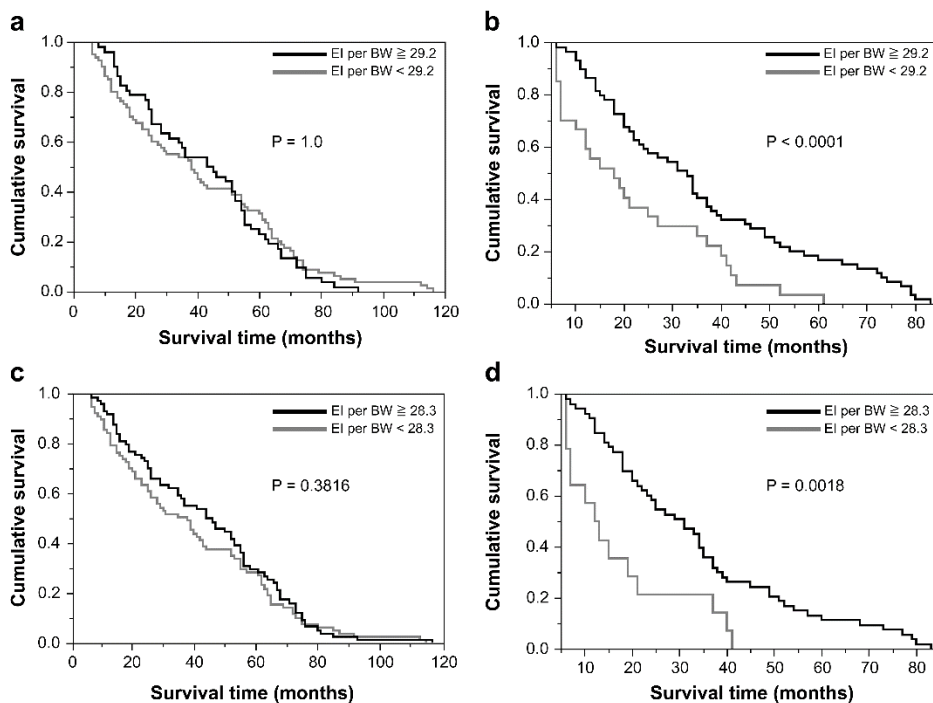 a
1.0
0.8
0.6
0.4
0.2
0.0
Cumulative survival
EI per BW ≧ 29.2
EI per BW < 29.2
P = 1.0
0 20 40 60 80 100 120
Survival time (months)
b
1.0
0.8
0.6
0.4
0.2
0.0
Cumulative survival
EI per BW ≧ 29.2
EI per BW < 29.2
P < 0.0001
10 20 30 40 50 60 70 80
Survival time (months)
c
1.0
0.8
0.6
0.4
0.2
0.0
Cumulative survival
EI per BW ≧ 28.3
EI per BW < 28.3
P = 0.3816
0 20 40 60 80 100 120
Survival time (months)
d
1.0
0.8
0.6
0.4
0.2
0.0
Cumulative survival
EI per BW ≧ 28.3
EI per BW < 28.3
P = 0.0018
10 20 30 40 50 60 70 80
Survival time (months)